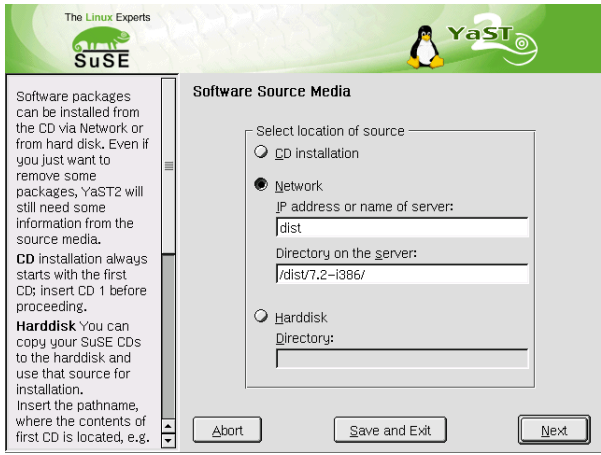 The Linux Experts
SuSE
YaST
2
Software packages
can be installed from
the CD via Network or
from hard disk. Even if
you just want to
remove some
packages, YaST2 will
still need some
information from the
source media.
CD installation always
starts with the first
CD; insert CD 1 before
proceeding.
Harddisk You can
copy your SuSE CDs
to the harddisk and
use that source for
installation.
Insert the pathname,
where the contents of
first CD is located, e.g.
Software Source Media
Select location of source
CD installation
Network
IP address or name of server:
dist
Directory on the server:
/dist/7.2-i386/
Harddisk
Directory:
Abort
Save and Exit
Next